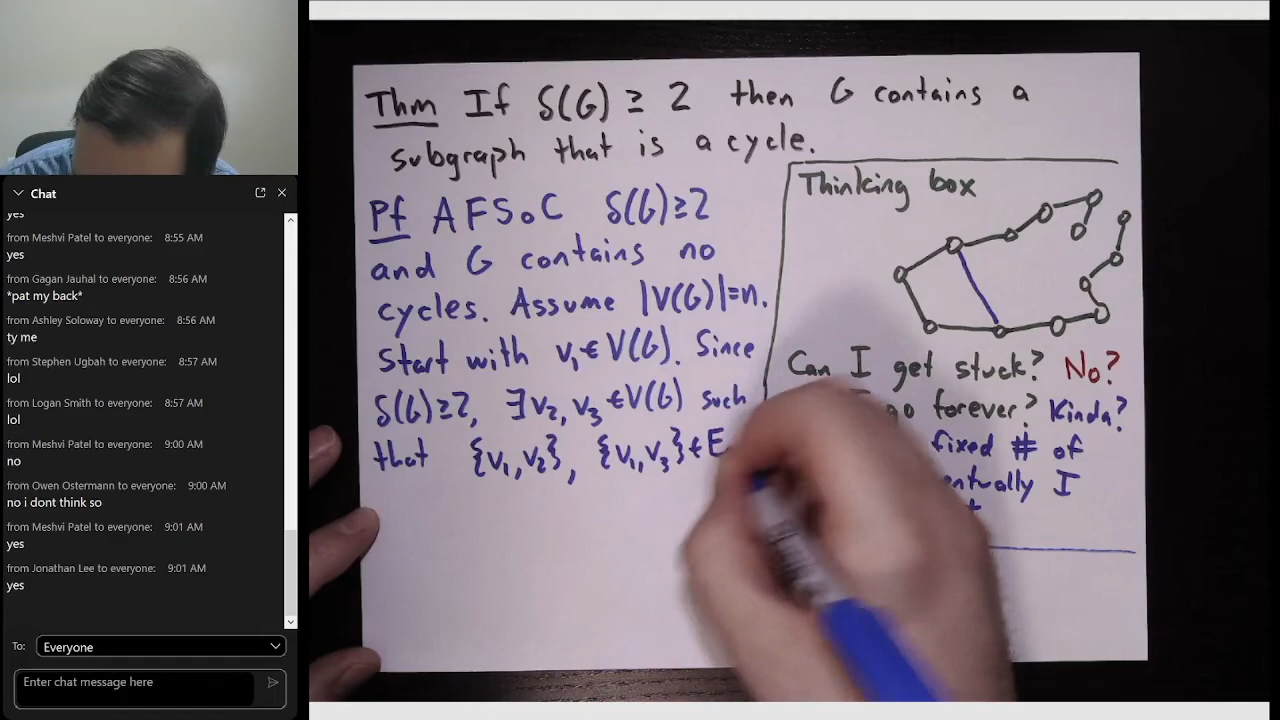 Chat
yes
from Meshvi Patel to everyone: 8:55 AM
yes
from Gagan Jauhal to everyone: 8:56 AM
*pat my back*
from Ashley Soloway to everyone: 8:56 AM
ty me
from Stephen Ugbah to everyone: 8:57 AM
lol
from Logan Smith to everyone: 8:57 AM
lol
from Meshvi Patel to everyone: 9:00 AM
no
from Owen Ostermann to everyone: 9:00 AM
no i dont think so
from Meshvi Patel to everyone: 9:01 AM
yes
from Jonathan Lee to everyone: 9:01 AM
yes
To: Everyone
Enter chat message here
Thm If δ(G) ≥ 2 then G contains a
subgraph that is a cycle.
Pf AFSoC δ(G)≥2
and G contains no
cycles. Assume |V(G)|=n.
Start with v₁∈V(G). Since
δ(G)≥2, ∃v₂,v₃∈V(G) such
that {v₁,v₂}, {v₁,v₃}∈E
Thinking box
Can I get stuck? No?
I go forever? Kinda?
fixed # of
I